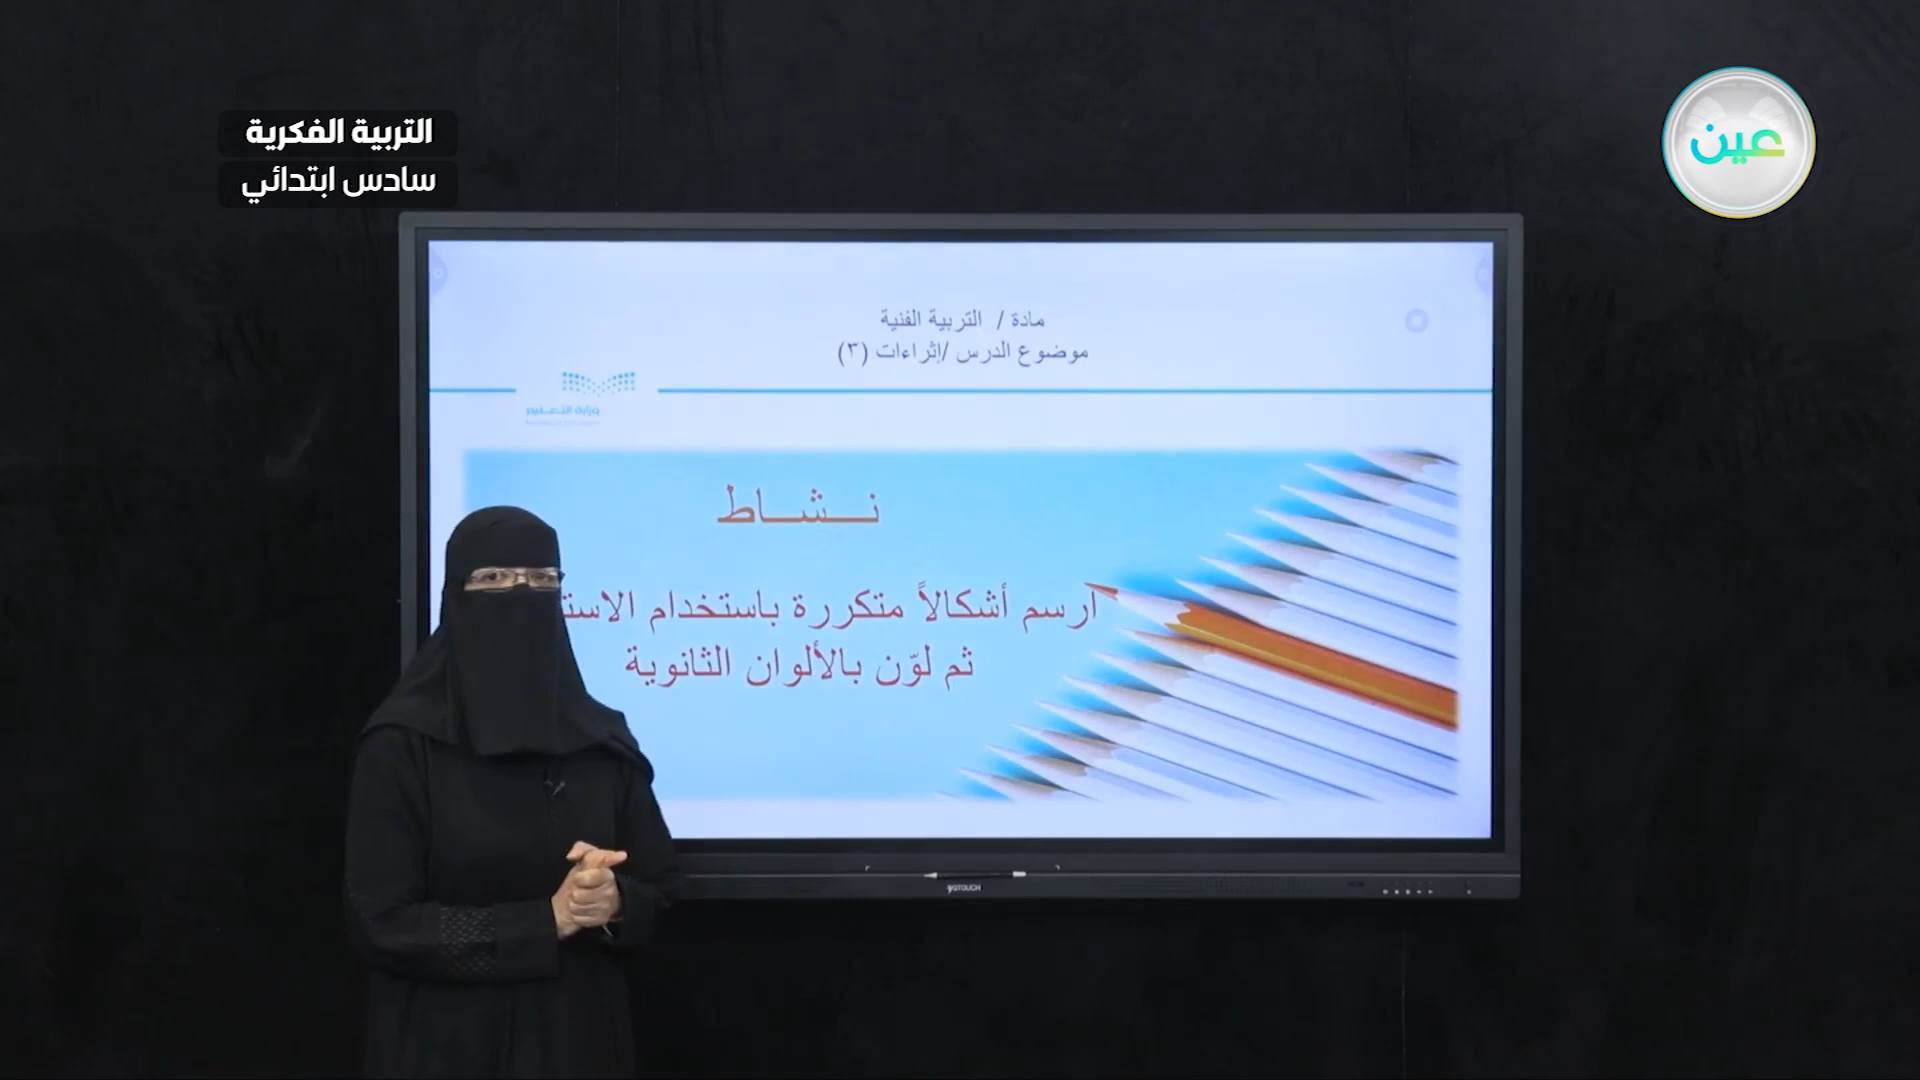 التربية الفكرية
سادس ابتدائي
عين
مادة / التربية الفنية
موضوع الدرس /إثراءات (٣)
وزارة التعليم
نـــشـــاط
ارسم أشكالاً متكررة باستخدام
ثم لوّن بالألوان الثانوية